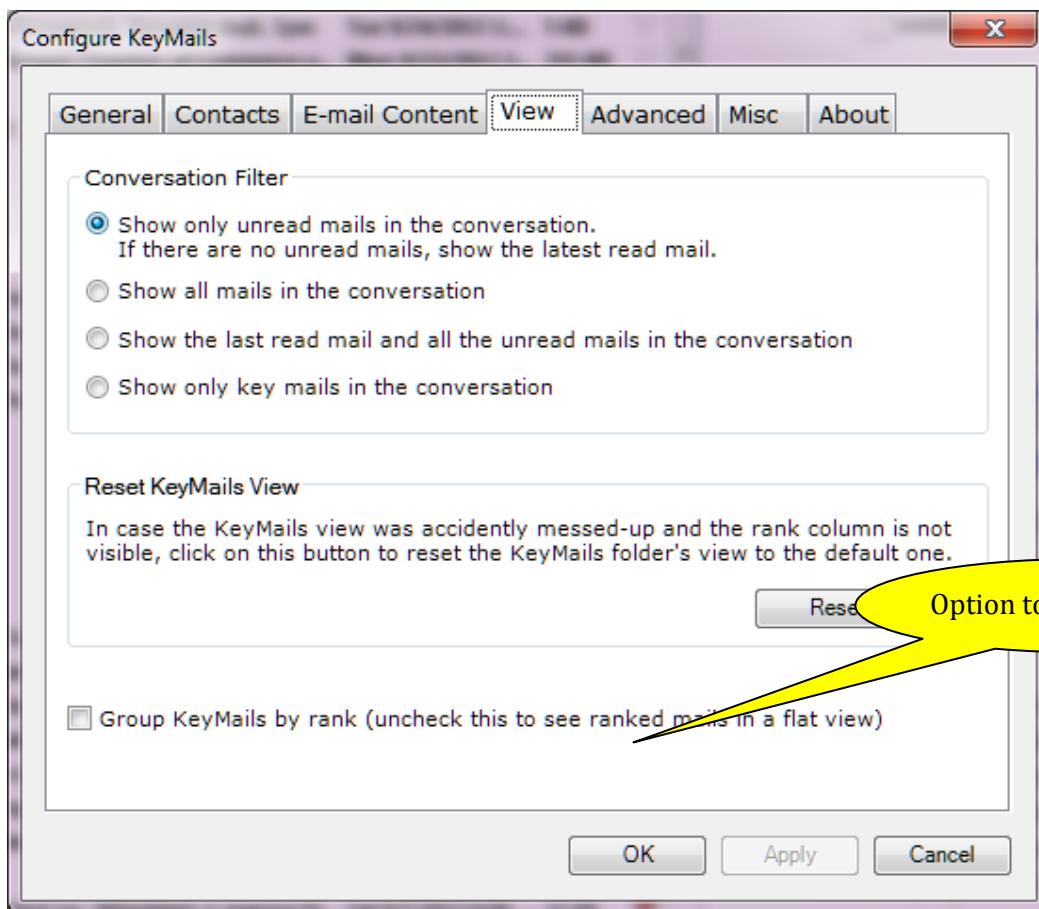 Configure KeyMails
General Contacts E-mail Content View Advanced Misc About
Conversation Filter
Show only unread mails in the conversation.
If there are no unread mails, show the latest read mail.
Show all mails in the conversation
Show the last read mail and all the unread mails in the conversation
Show only key mails in the conversation
Reset KeyMails View
In case the KeyMails view was accidently messed-up and the rank column is not
visible, click on this button to reset the KeyMails folder's view to the default one.
Option to
Group KeyMails by rank (uncheck this to see ranked mails in a flat view)
OK Apply Cancel